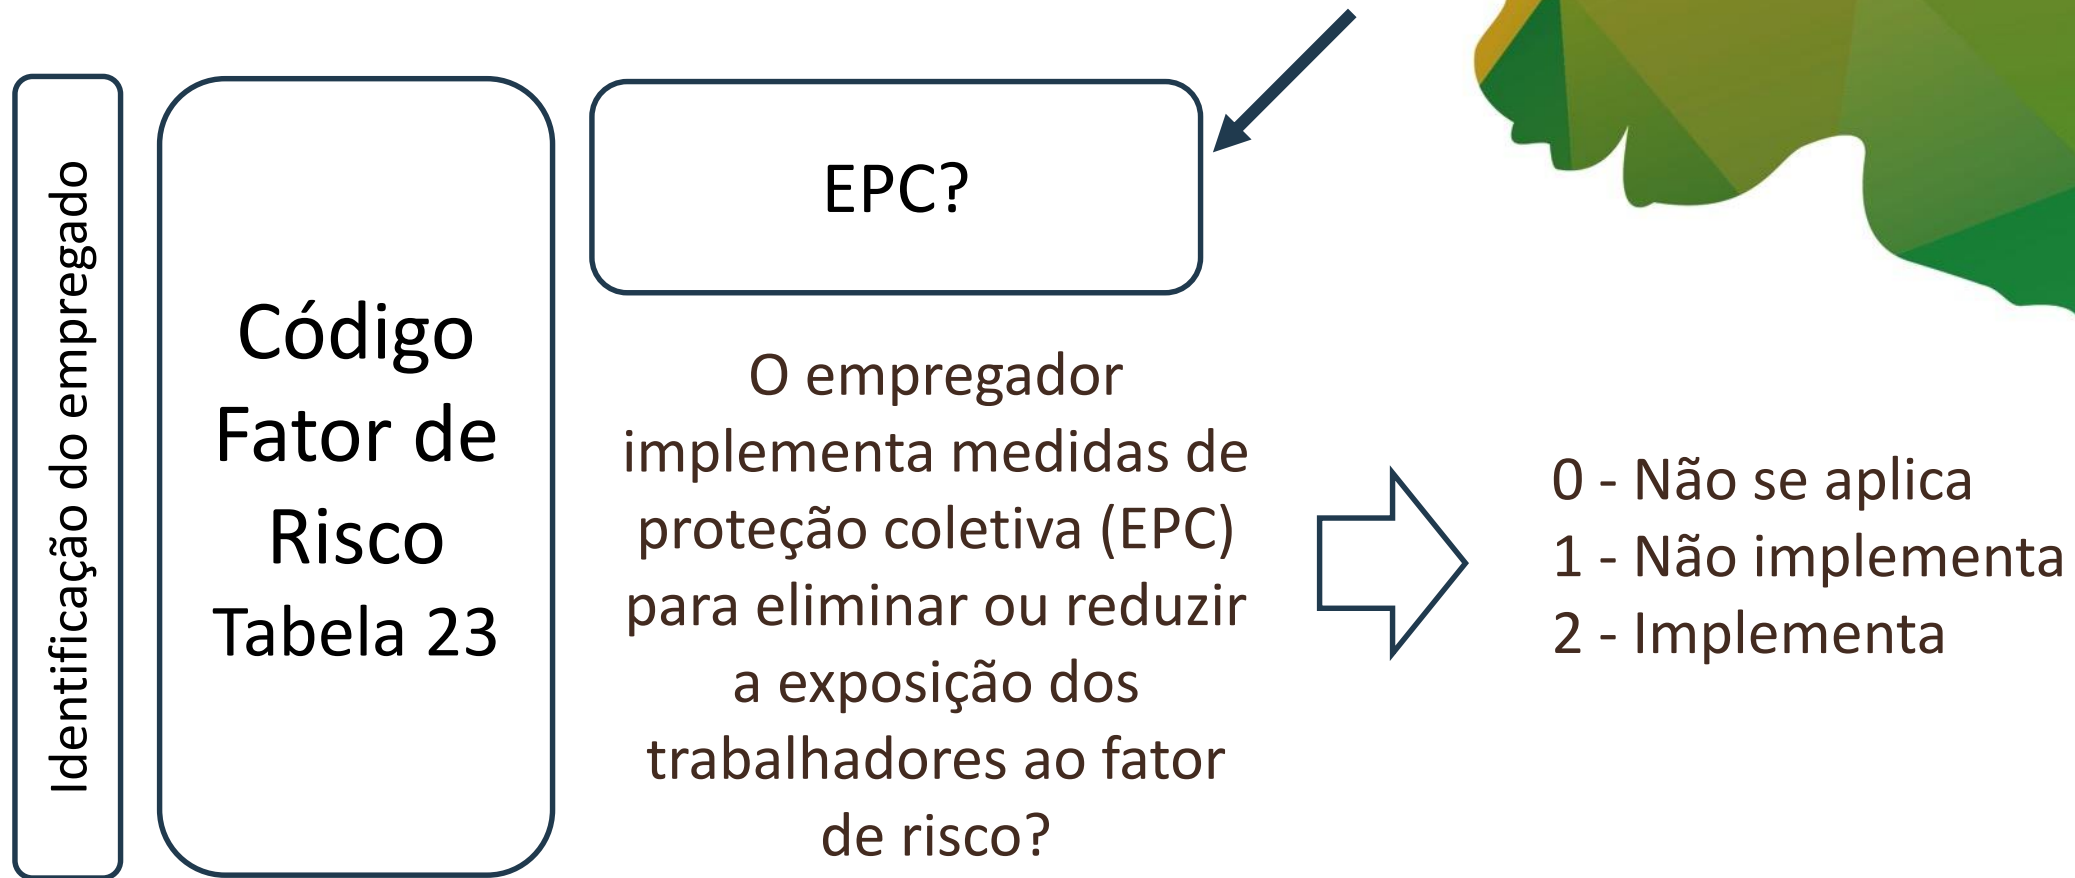 Identificação do empregado
Código
Fator de
Risco
Tabela 23
EPC?
O empregador
implementa medidas de
proteção coletiva (EPC)
para eliminar ou reduzir
a exposição dos
trabalhadores ao fator
de risco?
0 - Não se aplica
1 - Não implementa
2 - Implementa